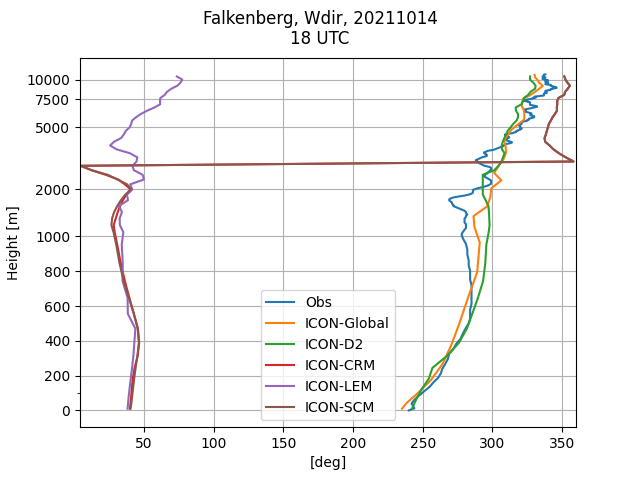 Falkenberg, Wdir, 20211014
18 UTC
10000
7500
5000
2000
1000
800
600
400
200
0
Height [m]
Obs
ICON-Global
ICON-D2
ICON-CRM
ICON-LEM
ICON-SCM
50 100 150 200 250 300 350
[deg]